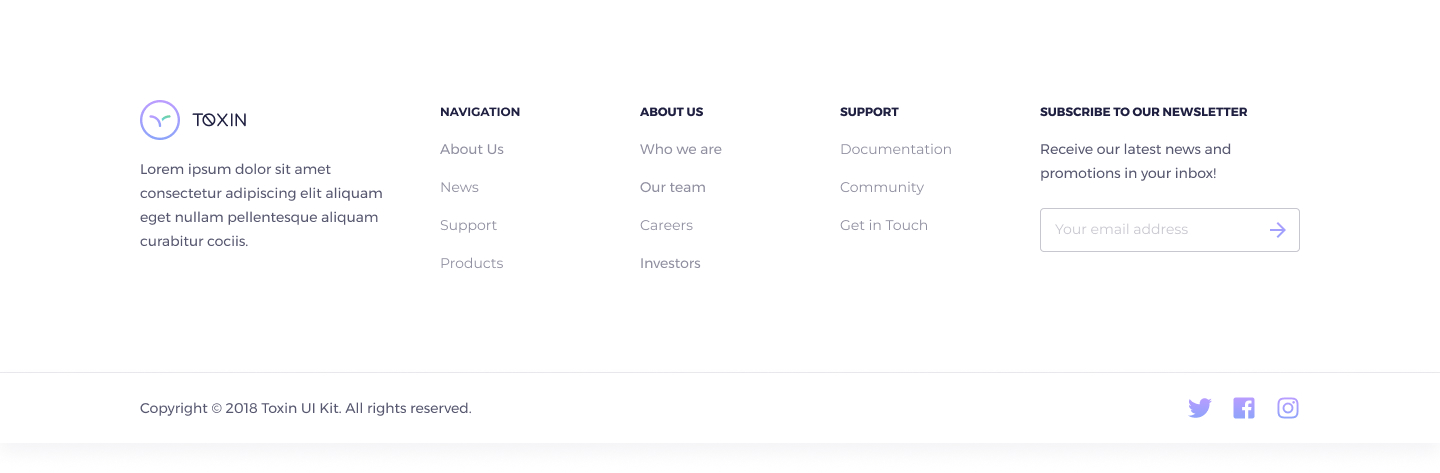 TOXIN
Lorem ipsum dolor sit amet
consectetur adipiscing elit aliquam
eget nullam pellentesque aliquam
curabitur cociis.
NAVIGATION
About Us
News
Support
Products
ABOUT US
Who we are
Our team
Careers
Investors
SUPPORT
Documentation
Community
Get in Touch
SUBSCRIBE TO OUR NEWSLETTER
Receive our latest news and
promotions in your inbox!
Your email address
Copyright © 2018 Toxin UI Kit. All rights reserved.